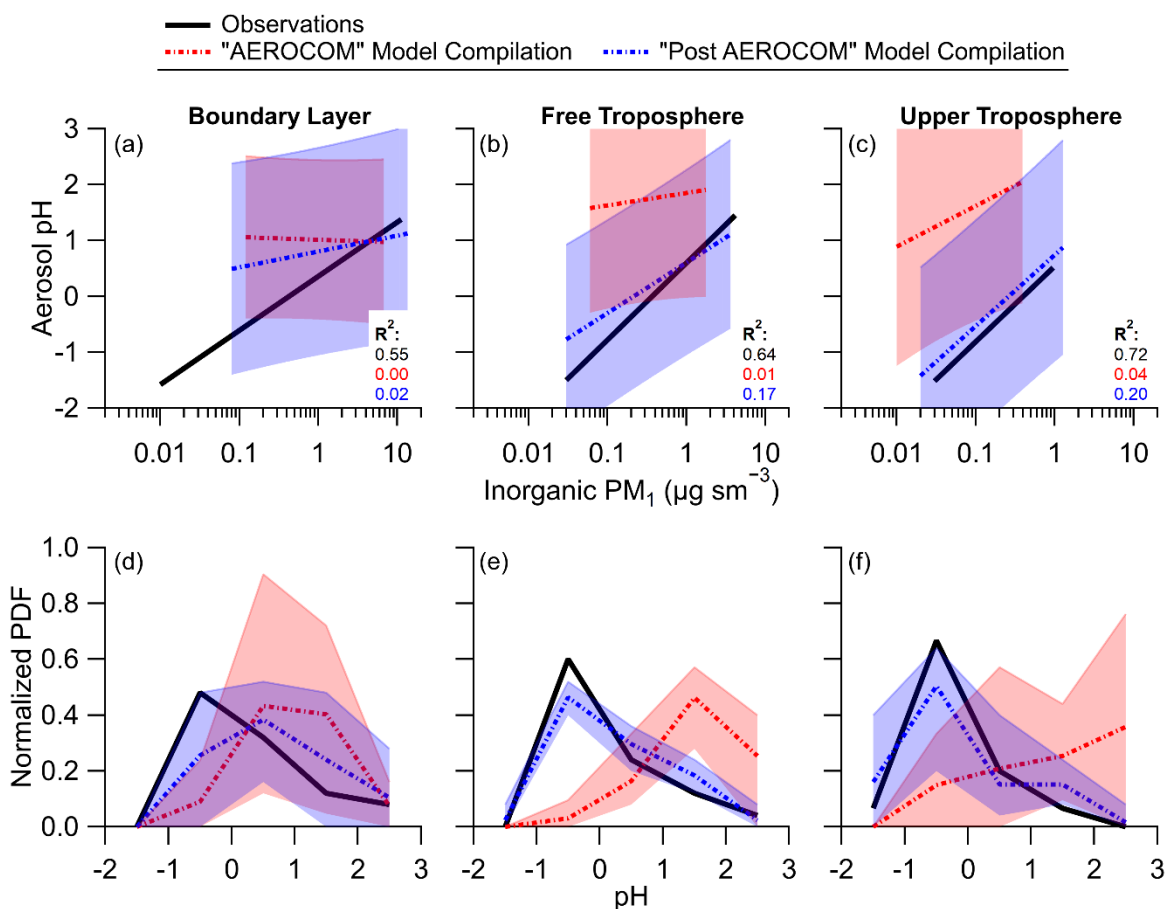 Observations
"AEROCOM" Model Compilation "Post AEROCOM" Model Compilation
Boundary Layer Free Troposphere Upper Troposphere
(a) (b) (c)
3
2
1
0
-1
-2
Aerosol pH
R²:
0.55
0.00
0.02
R²:
0.64
0.01
0.17
R²:
0.72
0.04
0.20
0.01 0.1 1 10 0.01 0.1 1 10 0.01 0.1 1 10
Inorganic PM₁ (µg sm⁻³)
(d) (e) (f)
1.0
0.8
0.6
0.4
0.2
0.0
Normalized PDF
-2 -1 0 1 2 3 -2 -1 0 1 2 3 -2 -1 0 1 2 3
pH